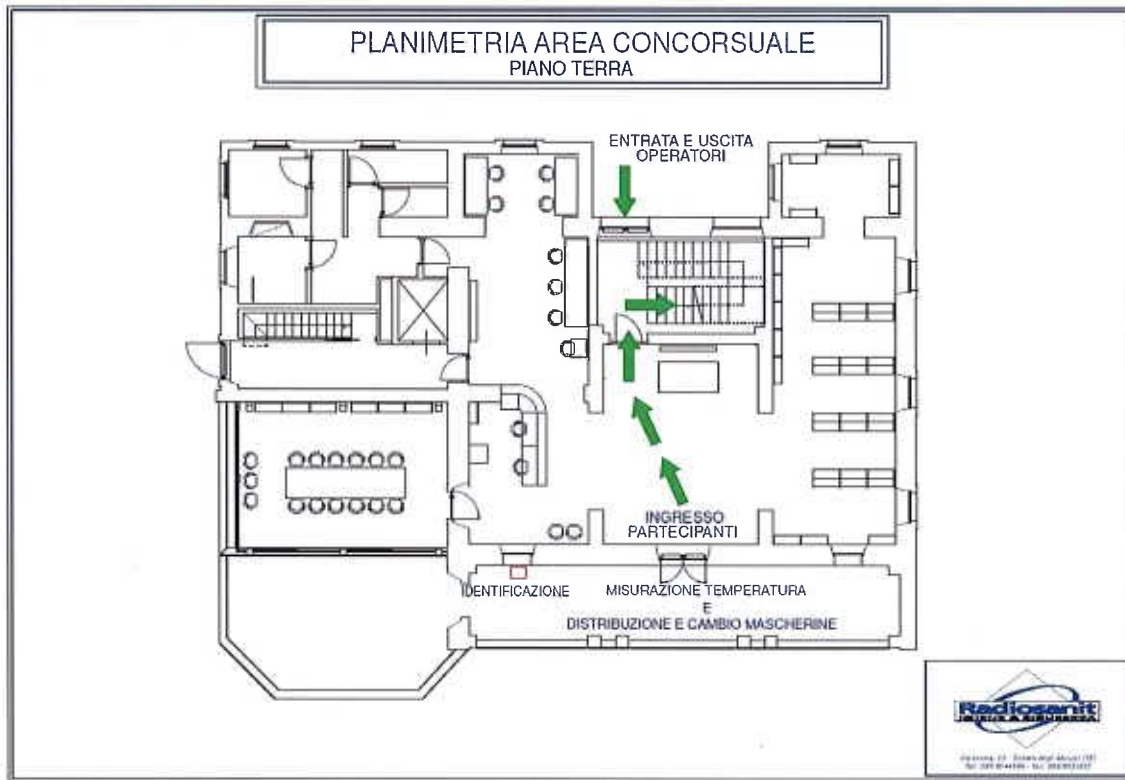 PLANIMETRIA AREA CONCORSUALE
PIANO TERRA
ENTRATA E USCITA
OPERATORI
INGRESSO
PARTECIPANTI
IDENTIFICAZIONE
MISURAZIONE TEMPERATURA
E
DISTRIBUZIONE E CAMBIO MASCHERINE
Radiosanit